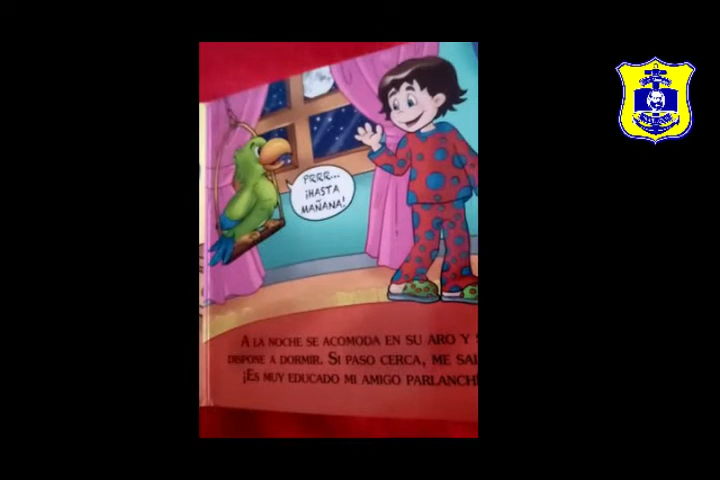 PRRR...
¡HASTA
MAÑANA!
A LA NOCHE SE ACOMODA EN SU ARO Y
DISPONE A DORMIR. SI PASO CERCA, ME
¡ES MUY EDUCADO MI AMIGO